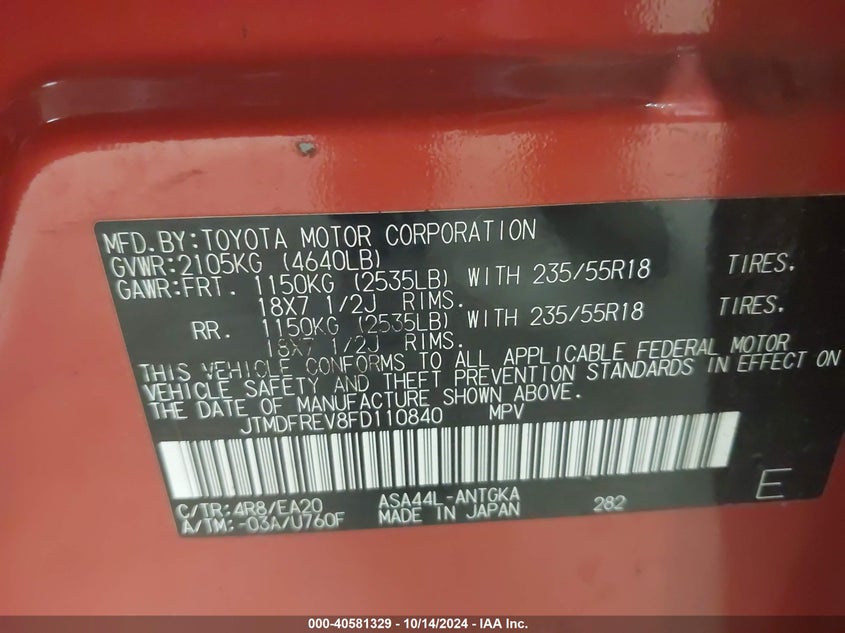 MFD.BY:TOYOTA MOTOR CORPORATION
GVWR:2105KG (4640LB)
GAWR:FRT. 1150KG (2535LB) WITH 235/55R18 TIRES.
18X7 1/2J RIMS.
RR. 1150KG (2535LB) WITH 235/55R18 TIRES.
18X7 1/2J RIMS.
THIS VEHICLE CONFORMS TO ALL APPLICABLE FEDERAL MOTOR
VEHICLE SAFETY AND THEFT PREVENTION STANDARDS IN EFFECT ON
THE DATE OF MANUFACTURE SHOWN ABOVE.
JTMDFREV8FD110840 MPV
C/TR:4R8/EA20 ASA44L-ANTGKA 282 E
A/TM:-03A/U760F MADE IN JAPAN
000-40581329 - 10/14/2024 - IAA Inc.